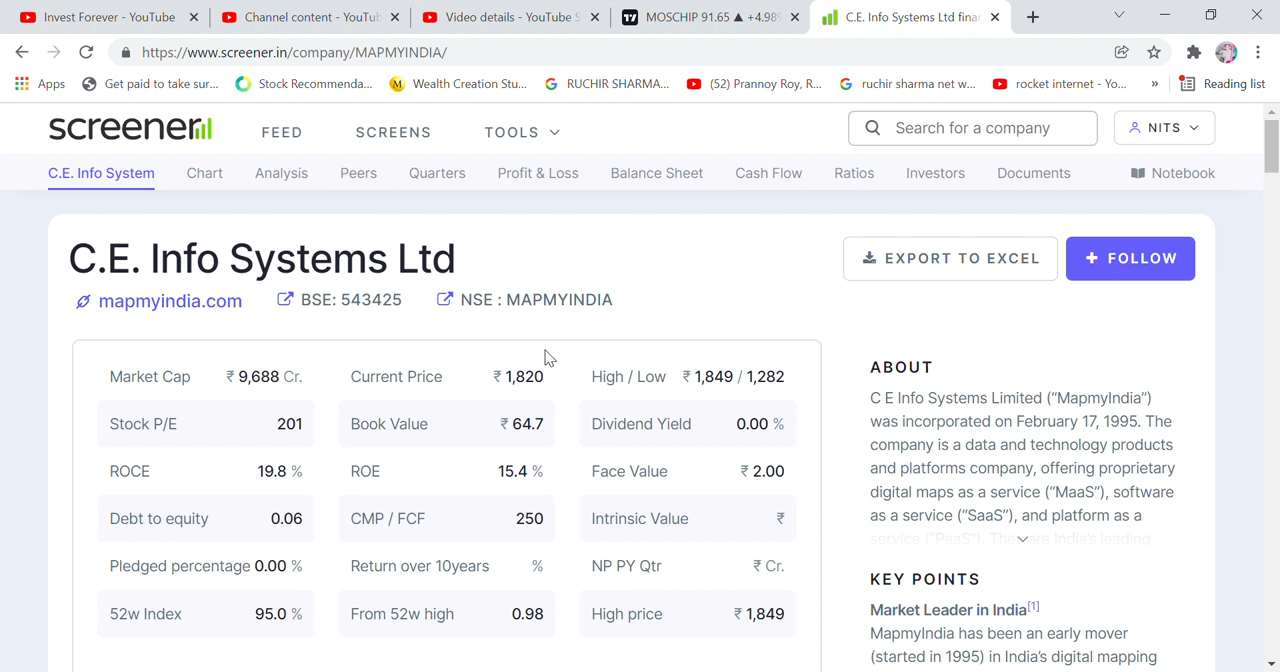 Invest Forever - YouTube
Channel content - YouTub
Video details - YouTube S
MOSCHIP 91.65 ▲ +4.98%
C.E. Info Systems Ltd finan
https://www.screener.in/company/MAPMYINDIA/
Apps
Get paid to take sur...
Stock Recommenda...
Wealth Creation Stu...
RUCHIR SHARMA...
(52) Prannoy Roy, R...
ruchir sharma net w...
rocket internet - Yo...
»
Reading list
screener
FEED
SCREENS
TOOLS
Search for a company
NITS
C.E. Info System
Chart
Analysis
Peers
Quarters
Profit & Loss
Balance Sheet
Cash Flow
Ratios
Investors
Documents
Notebook
C.E. Info Systems Ltd
EXPORT TO EXCEL
FOLLOW
mapmyindia.com
BSE: 543425
NSE : MAPMYINDIA
Market Cap ₹ 9,688 Cr.
Current Price ₹ 1,820
High / Low ₹ 1,849 / 1,282
Stock P/E 201
Book Value ₹ 64.7
Dividend Yield 0.00 %
ROCE 19.8 %
ROE 15.4 %
Face Value ₹ 2.00
Debt to equity 0.06
CMP / FCF 250
Intrinsic Value ₹
Pledged percentage 0.00 %
Return over 10years %
NP PY Qtr ₹ Cr.
52w Index 95.0 %
From 52w high 0.98
High price ₹ 1,849
ABOUT
C E Info Systems Limited (“MapmyIndia”)
was incorporated on February 17, 1995. The
company is a data and technology products
and platforms company, offering proprietary
digital maps as a service (“MaaS”), software
as a service (“SaaS”), and platform as a
service (“PaaS”). They are India's leading
KEY POINTS
Market Leader in India[1]
MapmyIndia has been an early mover
(started in 1995) in India's digital mapping